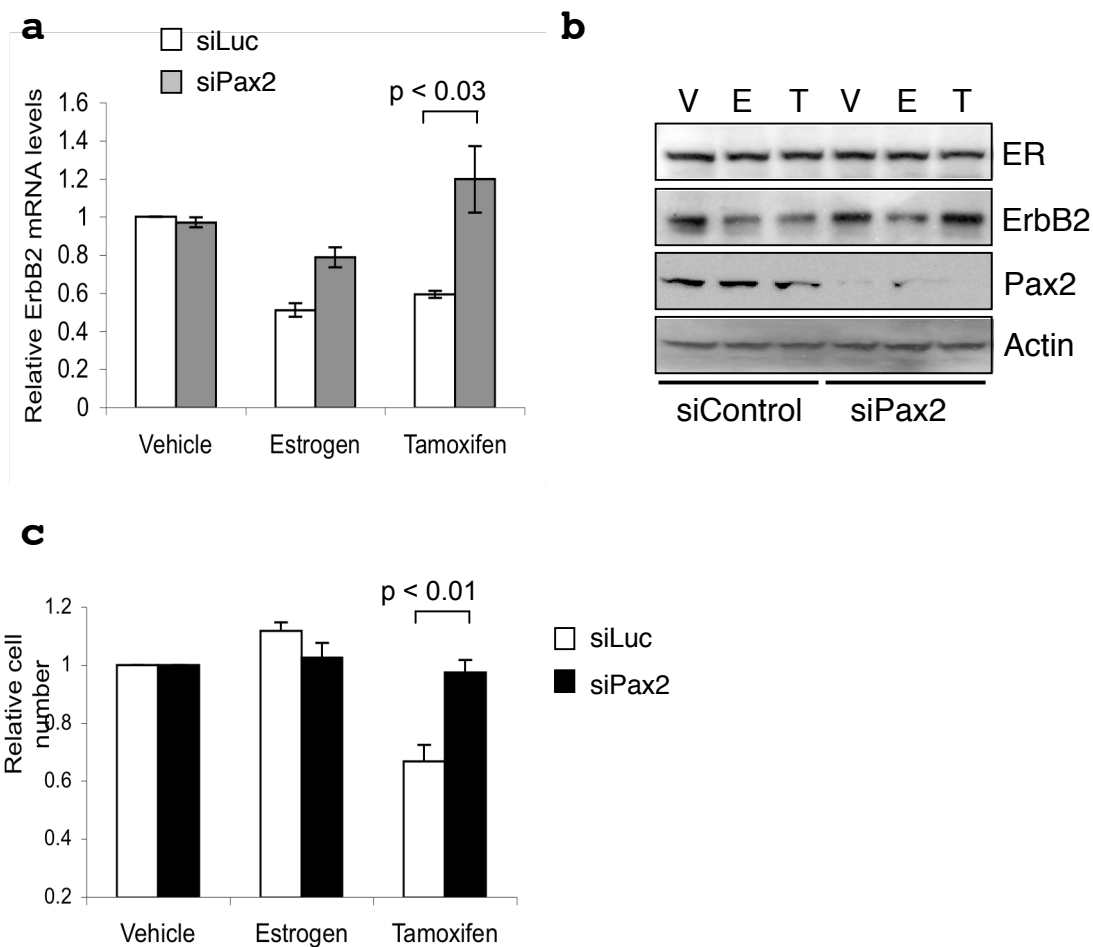 a
siLuc
siPax2
p < 0.03
Relative ErbB2 mRNA levels
1.6
1.4
1.2
1
0.8
0.6
0.4
0.2
0
Vehicle Estrogen Tamoxifen
b
V E T V E T
ER
ErbB2
Pax2
Actin
siControl siPax2
c
p < 0.01
Relative cell
number
1.2
1
0.8
0.6
0.4
0.2
Vehicle Estrogen Tamoxifen
siLuc
siPax2